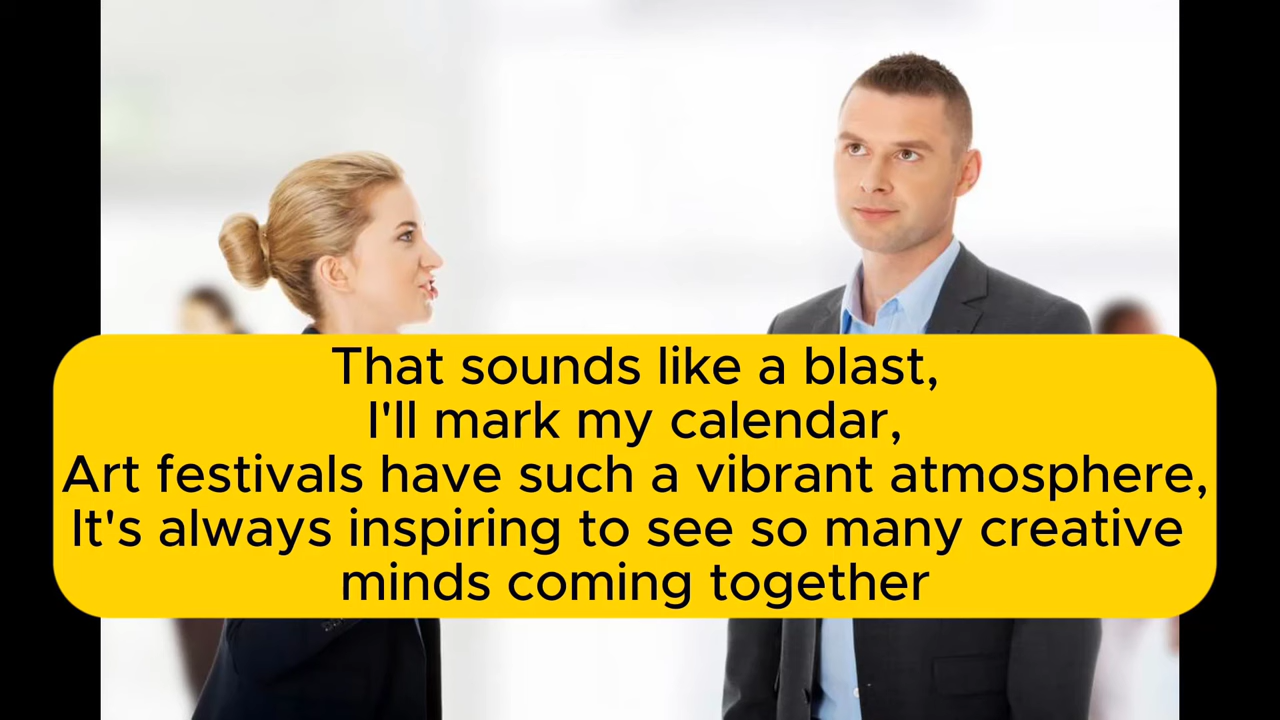 That sounds like a blast,
I'll mark my calendar,
Art festivals have such a vibrant atmosphere,
It's always inspiring to see so many creative
minds coming together